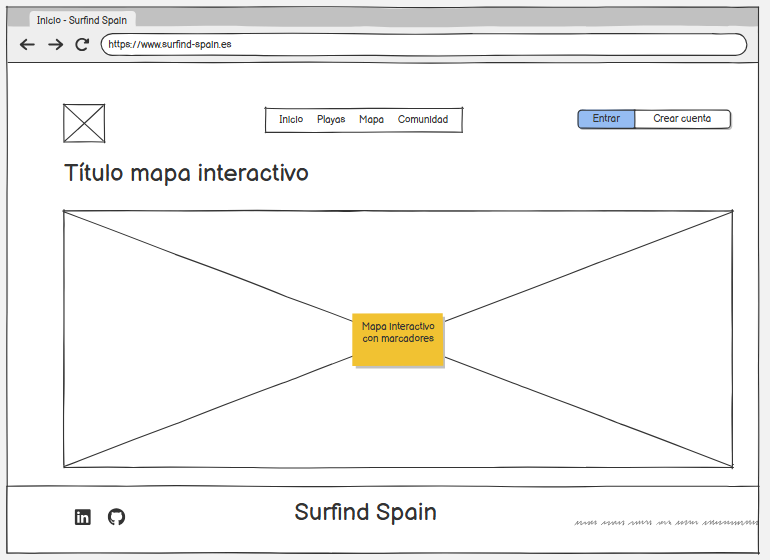 Inicio - Surfind Spain
https://www.surfind-spain.es
Inicio Playas Mapa Comunidad
Entrar Crear cuenta
Título mapa interactivo
Mapa interactivo
con marcadores
in
Surfind Spain